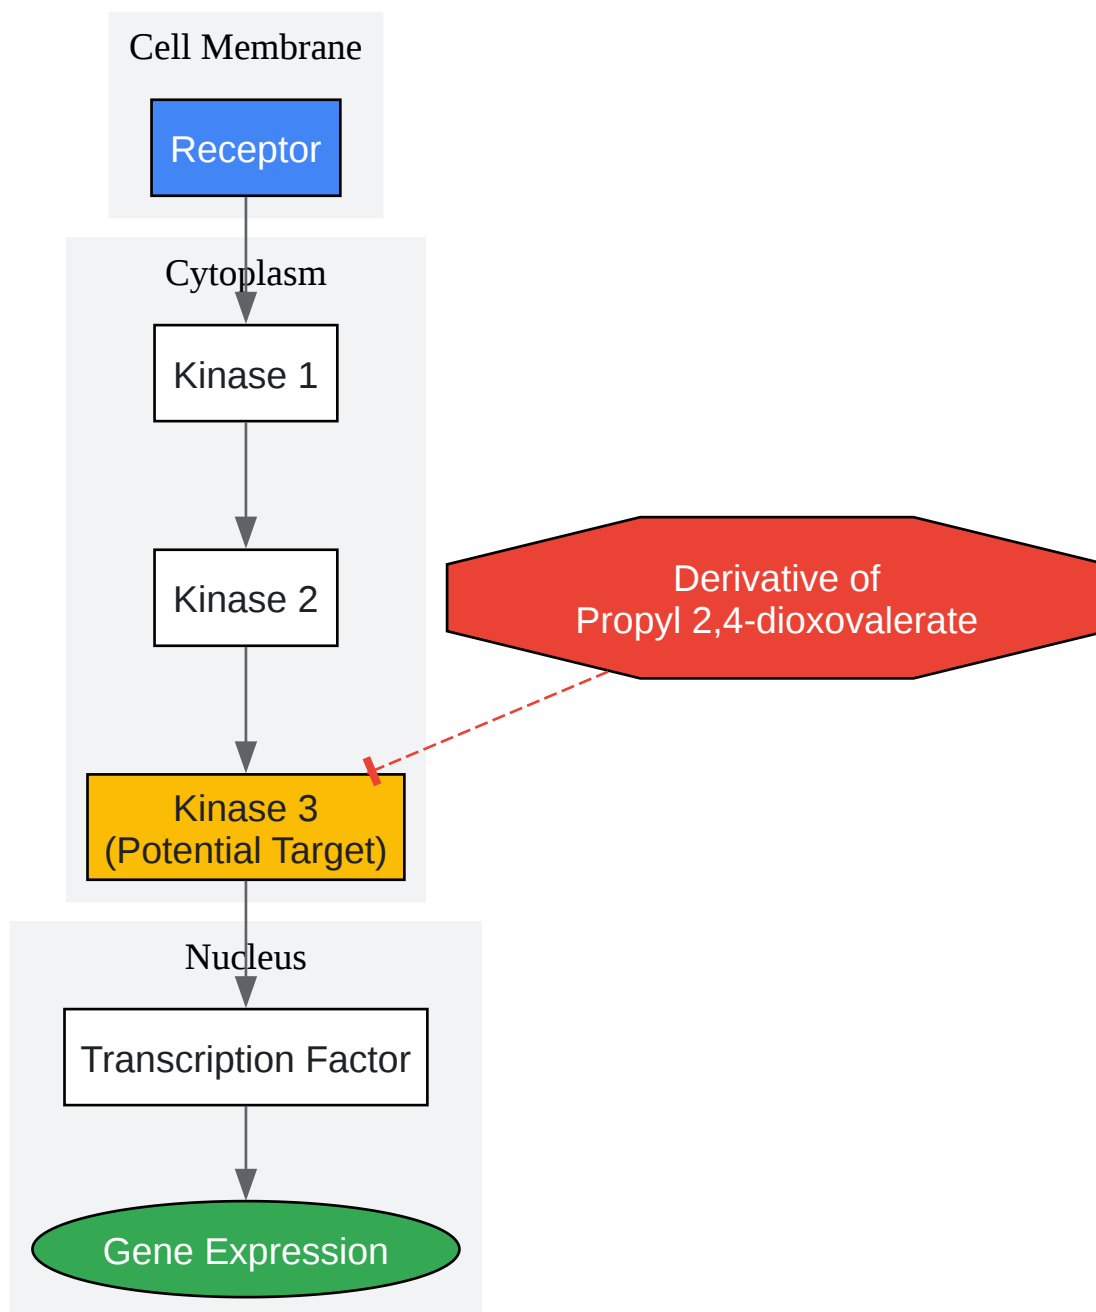 Cell Membrane
Receptor
Cytoplasm
Kinase 1
Kinase 2
Derivative of
Propyl 2,4-dioxovalerate
Kinase 3
(Potential Target)
Nucleus
Transcription Factor
Gene Expression